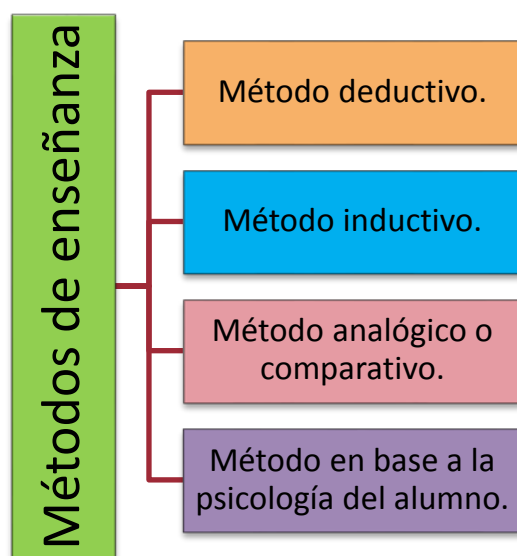 Métodos de enseñanza
Método deductivo.
Método inductivo.
Método analógico o
comparativo.
Método en base a la
psicología del alumno.